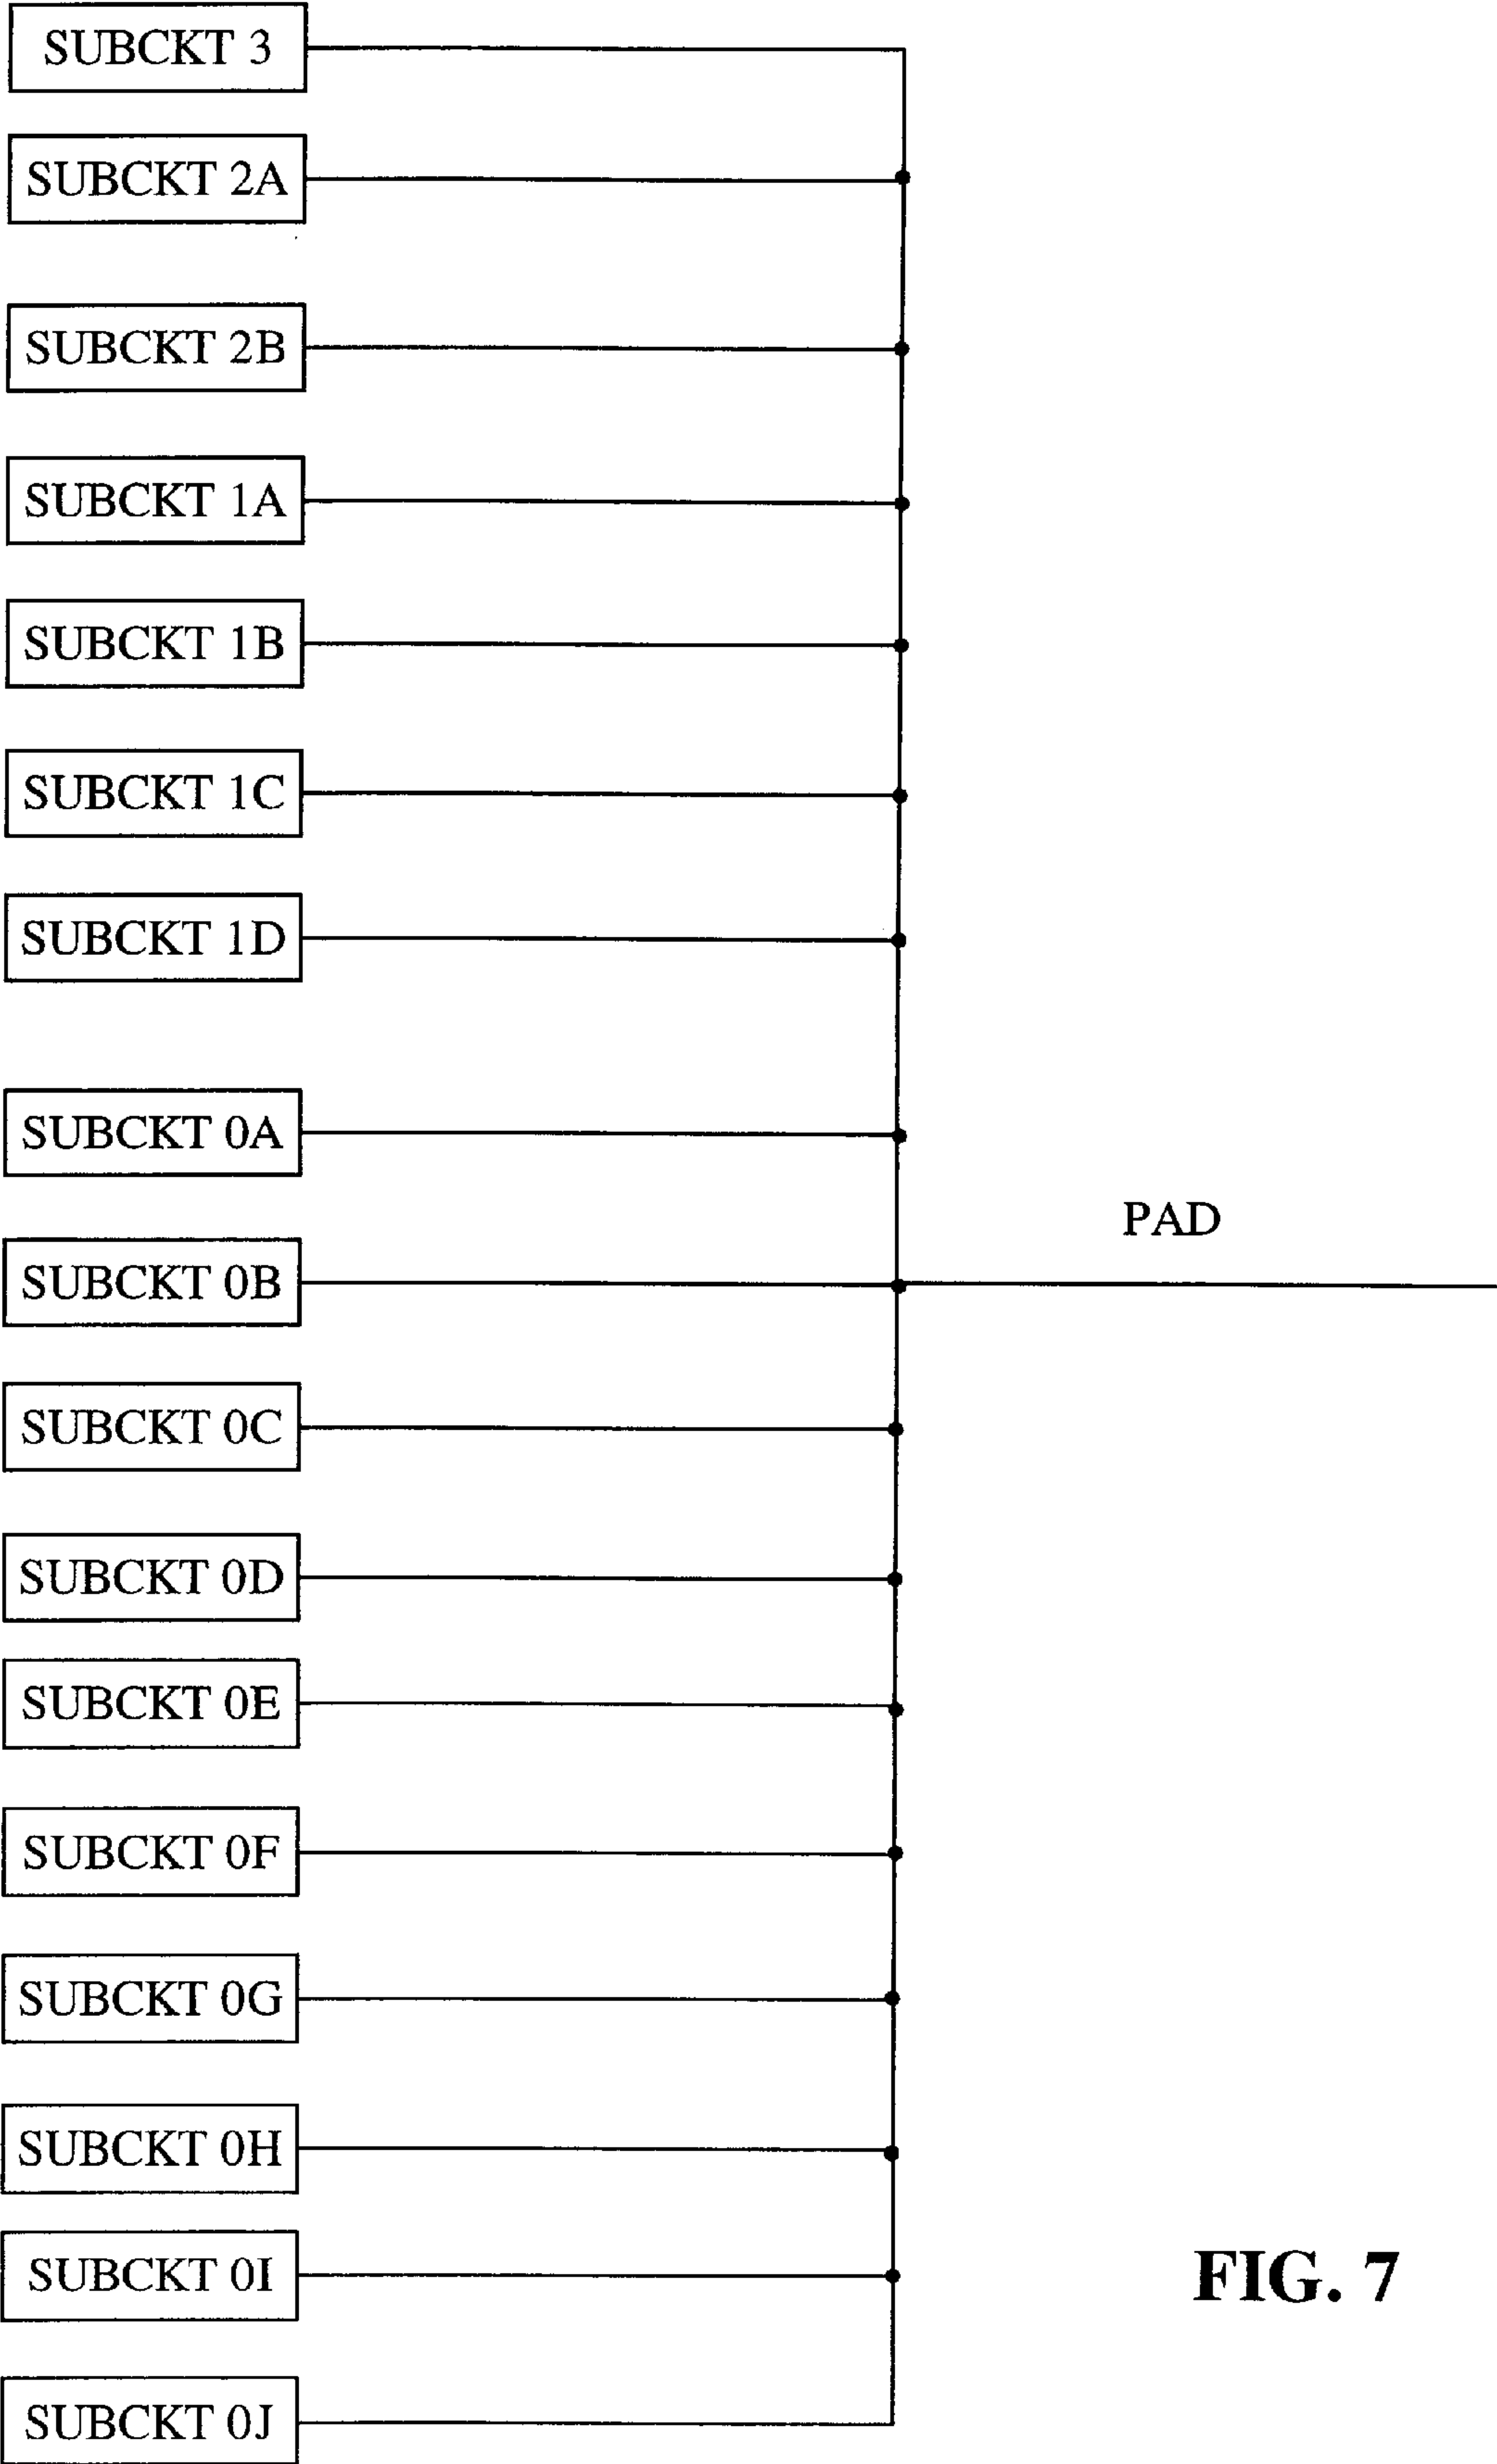 SUBCKT 3
SUBCKT 2A
SUBCKT 2B
SUBCKT 1A
SUBCKT 1B
SUBCKT 1C
SUBCKT 1D
SUBCKT 0A
PAD
SUBCKT 0B
SUBCKT 0C
SUBCKT 0D
SUBCKT 0E
SUBCKT 0F
SUBCKT 0G
SUBCKT 0H
SUBCKT 0I
FIG. 7
SUBCKT 0J